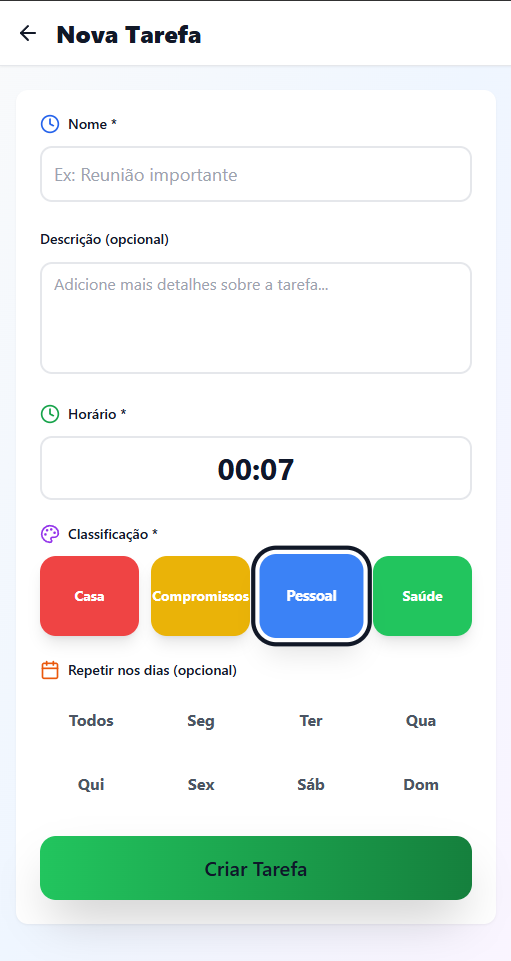 Nova Tarefa
Nome *
Ex: Reunião importante
Descrição (opcional)
Adicione mais detalhes sobre a tarefa...
Horário *
00:07
Classificação *
Casa Compromissos Pessoal Saúde
Repetir nos dias (opcional)
Todos Seg Ter Qua
Qui Sex Sáb Dom
Criar Tarefa